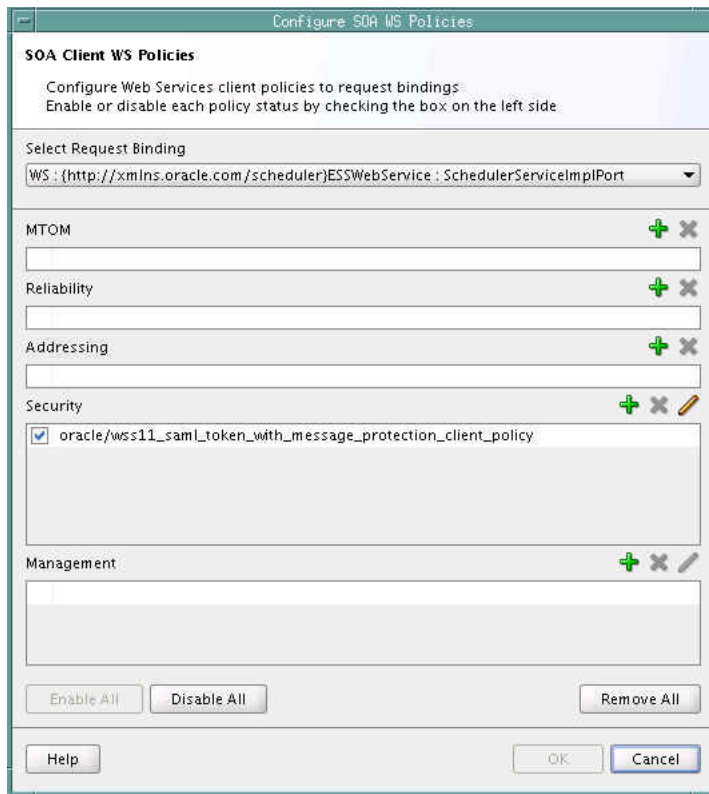 Configure SOA WS Policies
SOA Client WS Policies
Configure Web Services client policies to request bindings
Enable or disable each policy status by checking the box on the left side
Select Request Binding
WS : {http://xmlns.oracle.com/scheduler}ESSWebService : SchedulerServiceImplPort
MTOM
Reliability
Addressing
Security
oracle/wss11_saml_token_with_message_protection_client_policy
Management
Enable All
Disable All
Remove All
Help
OK
Cancel